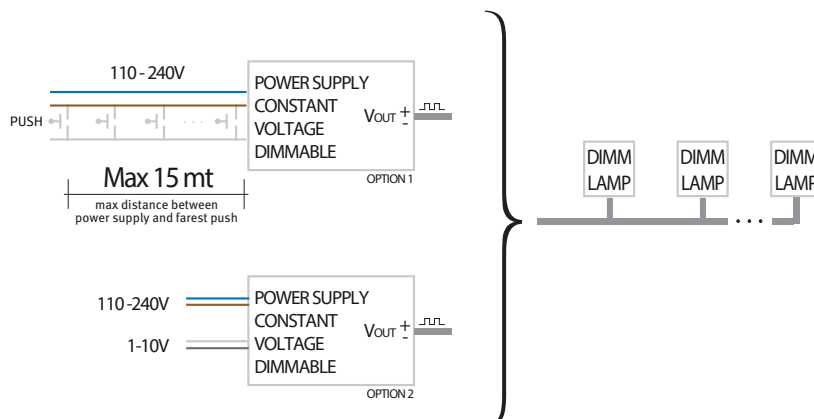 110 - 240V
PUSH
POWER SUPPLY
CONSTANT
VOLTAGE
DIMMABLE
VOUT + -
OPTION 1
Max 15 mt
max distance between
power supply and farest push
DIMM
LAMP
DIMM
LAMP
DIMM
LAMP
...
110 -240V
1-10V
POWER SUPPLY
CONSTANT
VOLTAGE
DIMMABLE
VOUT + -
OPTION 2